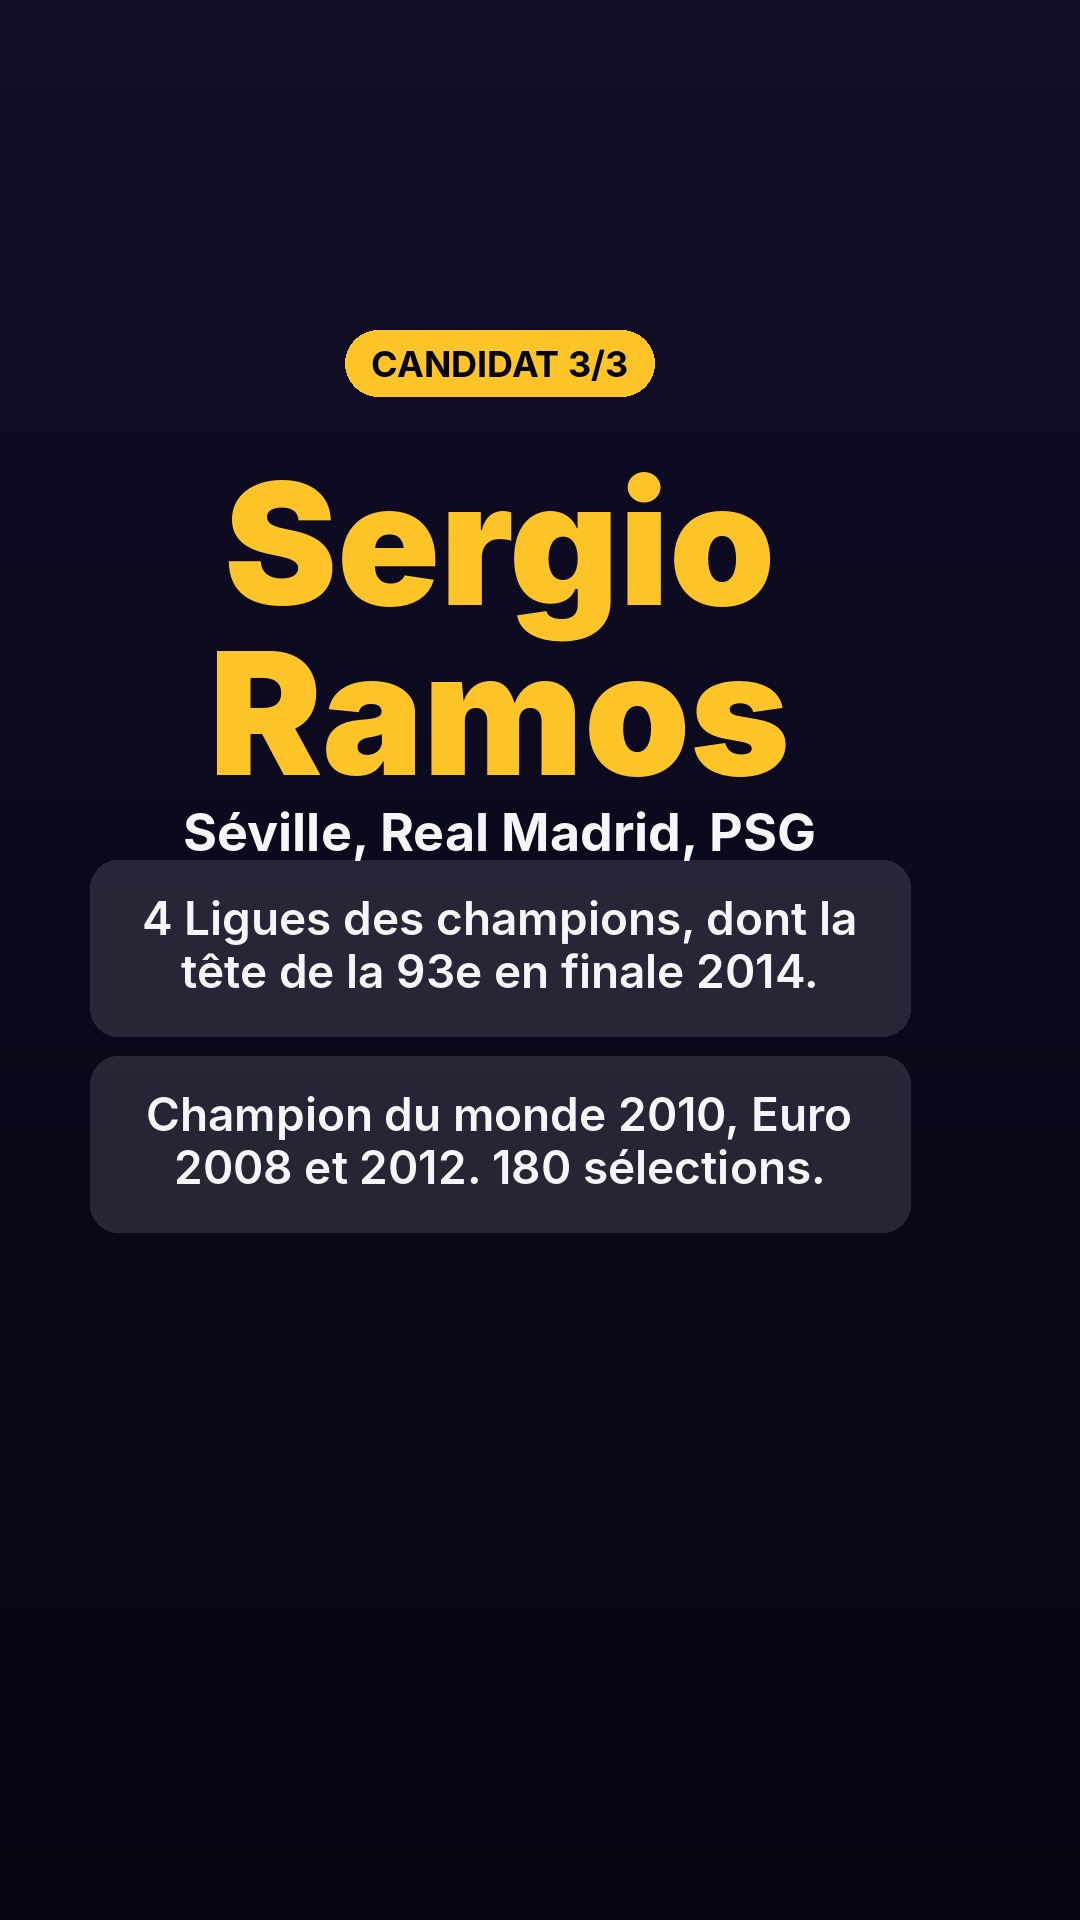 CANDIDAT 3/3
Sergio
Ramos
Séville, Real Madrid, PSG
4 Ligues des champions, dont la
tête de la 93e en finale 2014.
Champion du monde 2010, Euro
2008 et 2012. 180 sélections.